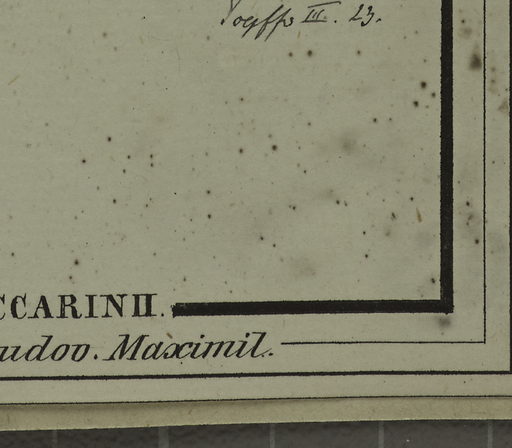 III. 23.
CCARINII.
udov. Maximil.